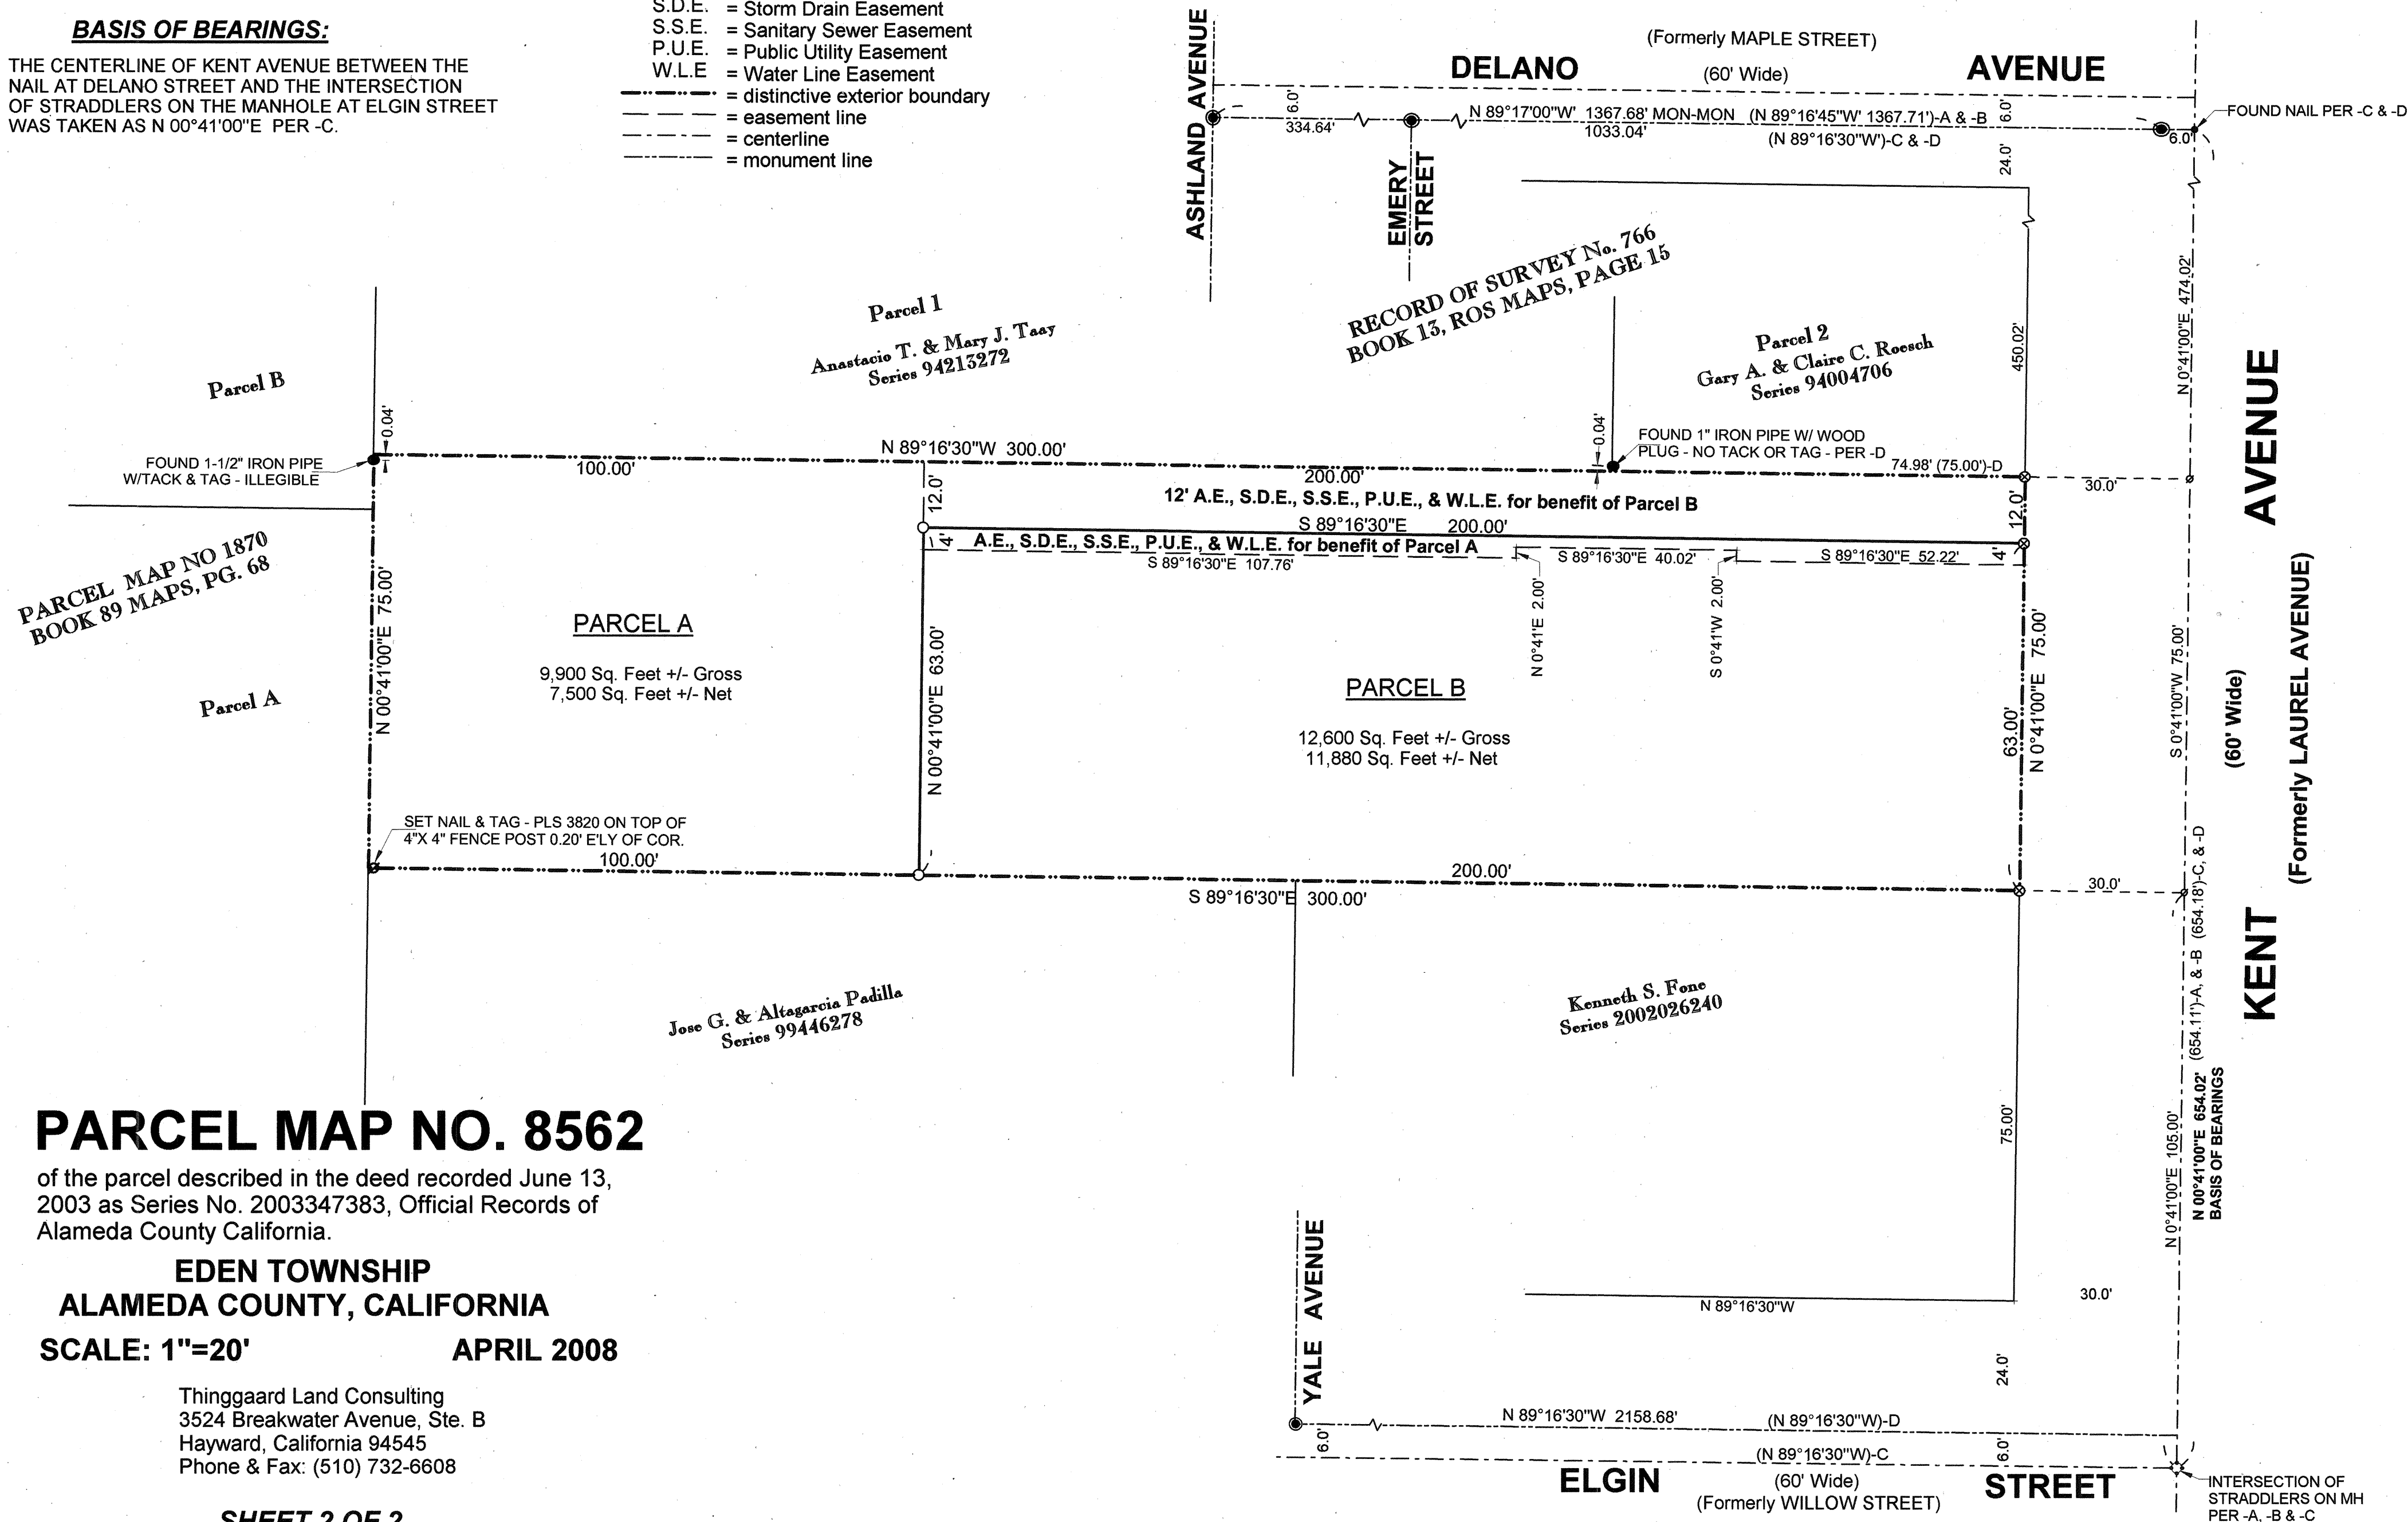 BASIS OF BEARINGS:
THE CENTERLINE OF KENT AVENUE BETWEEN THE
NAIL AT DELANO STREET AND THE INTERSECTION
OF STRADDLERS ON THE MANHOLE AT ELGIN STREET
WAS TAKEN AS N 00°41'00"E PER -C.
S.D.E. = Storm Drain Easement
S.S.E. = Sanitary Sewer Easement
P.U.E. = Public Utility Easement
W.L.E = Water Line Easement
= distinctive exterior boundary
= easement line
= centerline
= monument line
ASHLAND AVENUE
(Formerly MAPLE STREET)
DELANO (60' Wide) AVENUE
6.0'
334.64'
N 89°17'00"W' 1367.68' MON-MON (N 89°16'45"W' 1367.71')-A & -B
1033.04'
(N 89°16'30"W')-C & -D
6.0'
6.0'
24.0'
FOUND NAIL PER -C & -D
EMERY
STREET
RECORD OF SURVEY No. 766
BOOK 13, ROS MAPS, PAGE 15
Parcel 1
Anastacio T. & Mary J. Taay
Series 94213272
Parcel 2
Gary A. & Claire C. Roesch
Series 94004706
450.02'
N 0°41'00"E 474.02'
Parcel B
0.04'
FOUND 1-1/2" IRON PIPE
W/TACK & TAG - ILLEGIBLE
N 89°16'30"W 300.00'
100.00'
200.00'
0.04'
FOUND 1" IRON PIPE W/ WOOD
PLUG - NO TACK OR TAG - PER -D
74.98' (75.00')-D
30.0'
12.0'
12' A.E., S.D.E., S.S.E., P.U.E., & W.L.E. for benefit of Parcel B
12.0'
S 89°16'30"E 200.00'
4'
A.E., S.D.E., S.S.E., P.U.E., & W.L.E. for benefit of Parcel A
S 89°16'30"E 107.76'
S 89°16'30"E 40.02'
S 89°16'30"E 52.22'
4'
N 0°41'E 2.00'
S 0°41'W 2.00'
PARCEL MAP NO 1870
BOOK 89 MAPS, PG. 68
Parcel A
N 00°41'00"E 75.00'
PARCEL A
9,900 Sq. Feet +/- Gross
7,500 Sq. Feet +/- Net
N 00°41'00"E 63.00'
PARCEL B
12,600 Sq. Feet +/- Gross
11,880 Sq. Feet +/- Net
63.00'
N 0°41'00"E 75.00'
S 0°41'00"W 75.00'
KENT AVENUE
(60' Wide)
(Formerly LAUREL AVENUE)
SET NAIL & TAG - PLS 3820 ON TOP OF
4"X 4" FENCE POST 0.20' E'LY OF COR.
100.00'
200.00'
S 89°16'30"E 300.00'
30.0'
Jose G. & Altagarcia Padilla
Series 99446278
Kenneth S. Fone
Series 2002026240
75.00'
N 0°41'00"E 105.00'
N 00°41'00"E 654.02' (654.11')-A, & -B (654.18')-C, & -D
BASIS OF BEARINGS
N 89°16'30"W
30.0'
24.0'
YALE AVENUE
N 89°16'30"W 2158.68' (N 89°16'30"W)-D
6.0'
(N 89°16'30"W)-C
6.0'
ELGIN (60' Wide) STREET
(Formerly WILLOW STREET)
INTERSECTION OF
STRADDLERS ON MH
PER -A, -B & -C
PARCEL MAP NO. 8562
of the parcel described in the deed recorded June 13,
2003 as Series No. 2003347383, Official Records of
Alameda County California.
EDEN TOWNSHIP
ALAMEDA COUNTY, CALIFORNIA
SCALE: 1"=20' APRIL 2008
Thinggaard Land Consulting
3524 Breakwater Avenue, Ste. B
Hayward, California 94545
Phone & Fax: (510) 732-6608
SHEET 2 OF 2